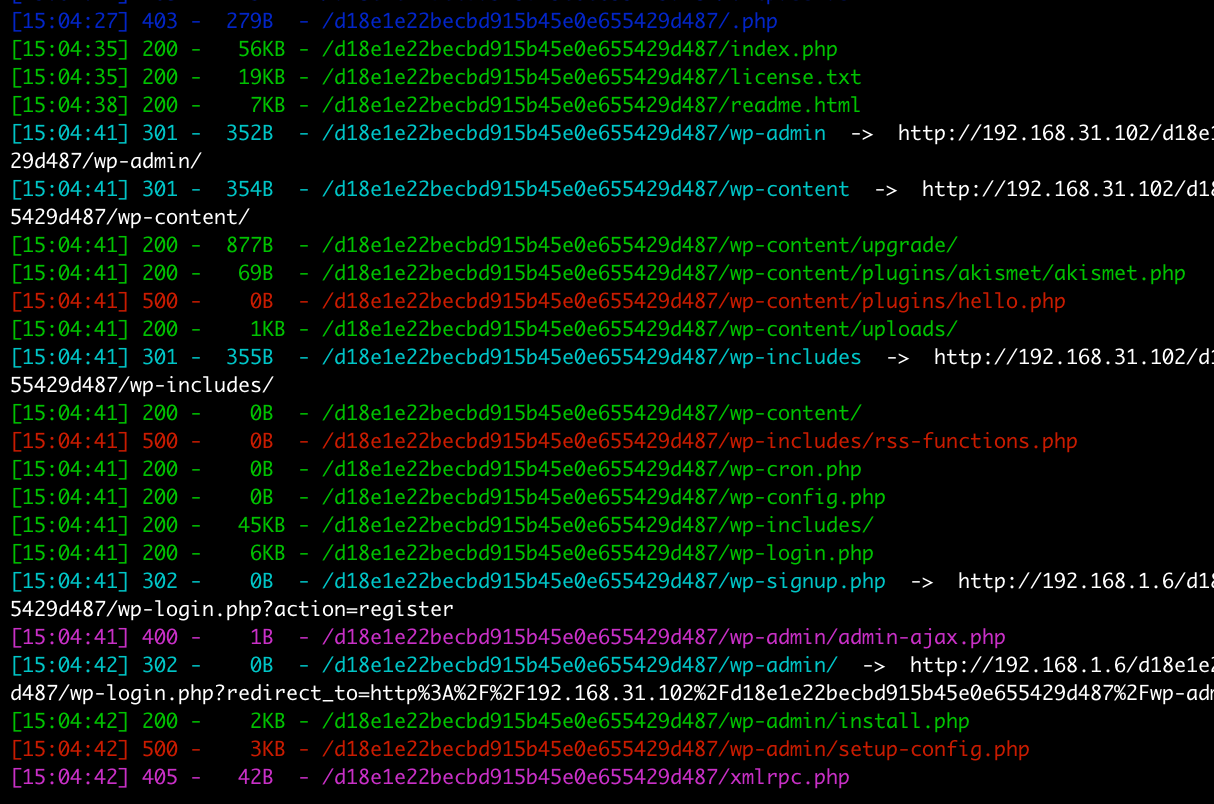 [15:04:27] 403 -  279B  - /d18e1e22becbd915b45e0e655429d487/.php
[15:04:35] 200 -   56KB - /d18e1e22becbd915b45e0e655429d487/index.php
[15:04:35] 200 -   19KB - /d18e1e22becbd915b45e0e655429d487/license.txt
[15:04:38] 200 -    7KB - /d18e1e22becbd915b45e0e655429d487/readme.html
[15:04:41] 301 -  352B  - /d18e1e22becbd915b45e0e655429d487/wp-admin  ->  http://192.168.31.102/d18e1
29d487/wp-admin/
[15:04:41] 301 -  354B  - /d18e1e22becbd915b45e0e655429d487/wp-content  ->  http://192.168.31.102/d18
5429d487/wp-content/
[15:04:41] 200 -  877B  - /d18e1e22becbd915b45e0e655429d487/wp-content/upgrade/
[15:04:41] 200 -   69B  - /d18e1e22becbd915b45e0e655429d487/wp-content/plugins/akismet/akismet.php
[15:04:41] 500 -    0B  - /d18e1e22becbd915b45e0e655429d487/wp-content/plugins/hello.php
[15:04:41] 200 -    1KB - /d18e1e22becbd915b45e0e655429d487/wp-content/uploads/
[15:04:41] 301 -  355B  - /d18e1e22becbd915b45e0e655429d487/wp-includes  ->  http://192.168.31.102/d1
55429d487/wp-includes/
[15:04:41] 200 -    0B  - /d18e1e22becbd915b45e0e655429d487/wp-content/
[15:04:41] 500 -    0B  - /d18e1e22becbd915b45e0e655429d487/wp-includes/rss-functions.php
[15:04:41] 200 -    0B  - /d18e1e22becbd915b45e0e655429d487/wp-cron.php
[15:04:41] 200 -    0B  - /d18e1e22becbd915b45e0e655429d487/wp-config.php
[15:04:41] 200 -   45KB - /d18e1e22becbd915b45e0e655429d487/wp-includes/
[15:04:41] 200 -    6KB - /d18e1e22becbd915b45e0e655429d487/wp-login.php
[15:04:41] 302 -    0B  - /d18e1e22becbd915b45e0e655429d487/wp-signup.php  ->  http://192.168.1.6/d18
5429d487/wp-login.php?action=register
[15:04:41] 400 -    1B  - /d18e1e22becbd915b45e0e655429d487/wp-admin/admin-ajax.php
[15:04:42] 302 -    0B  - /d18e1e22becbd915b45e0e655429d487/wp-admin/  ->  http://192.168.1.6/d18e1e2
d487/wp-login.php?redirect_to=http%3A%2F%2F192.168.31.102%2Fd18e1e22becbd915b45e0e655429d487%2Fwp-adm
[15:04:42] 200 -    2KB - /d18e1e22becbd915b45e0e655429d487/wp-admin/install.php
[15:04:42] 500 -    3KB - /d18e1e22becbd915b45e0e655429d487/wp-admin/setup-config.php
[15:04:42] 405 -   42B  - /d18e1e22becbd915b45e0e655429d487/xmlrpc.php